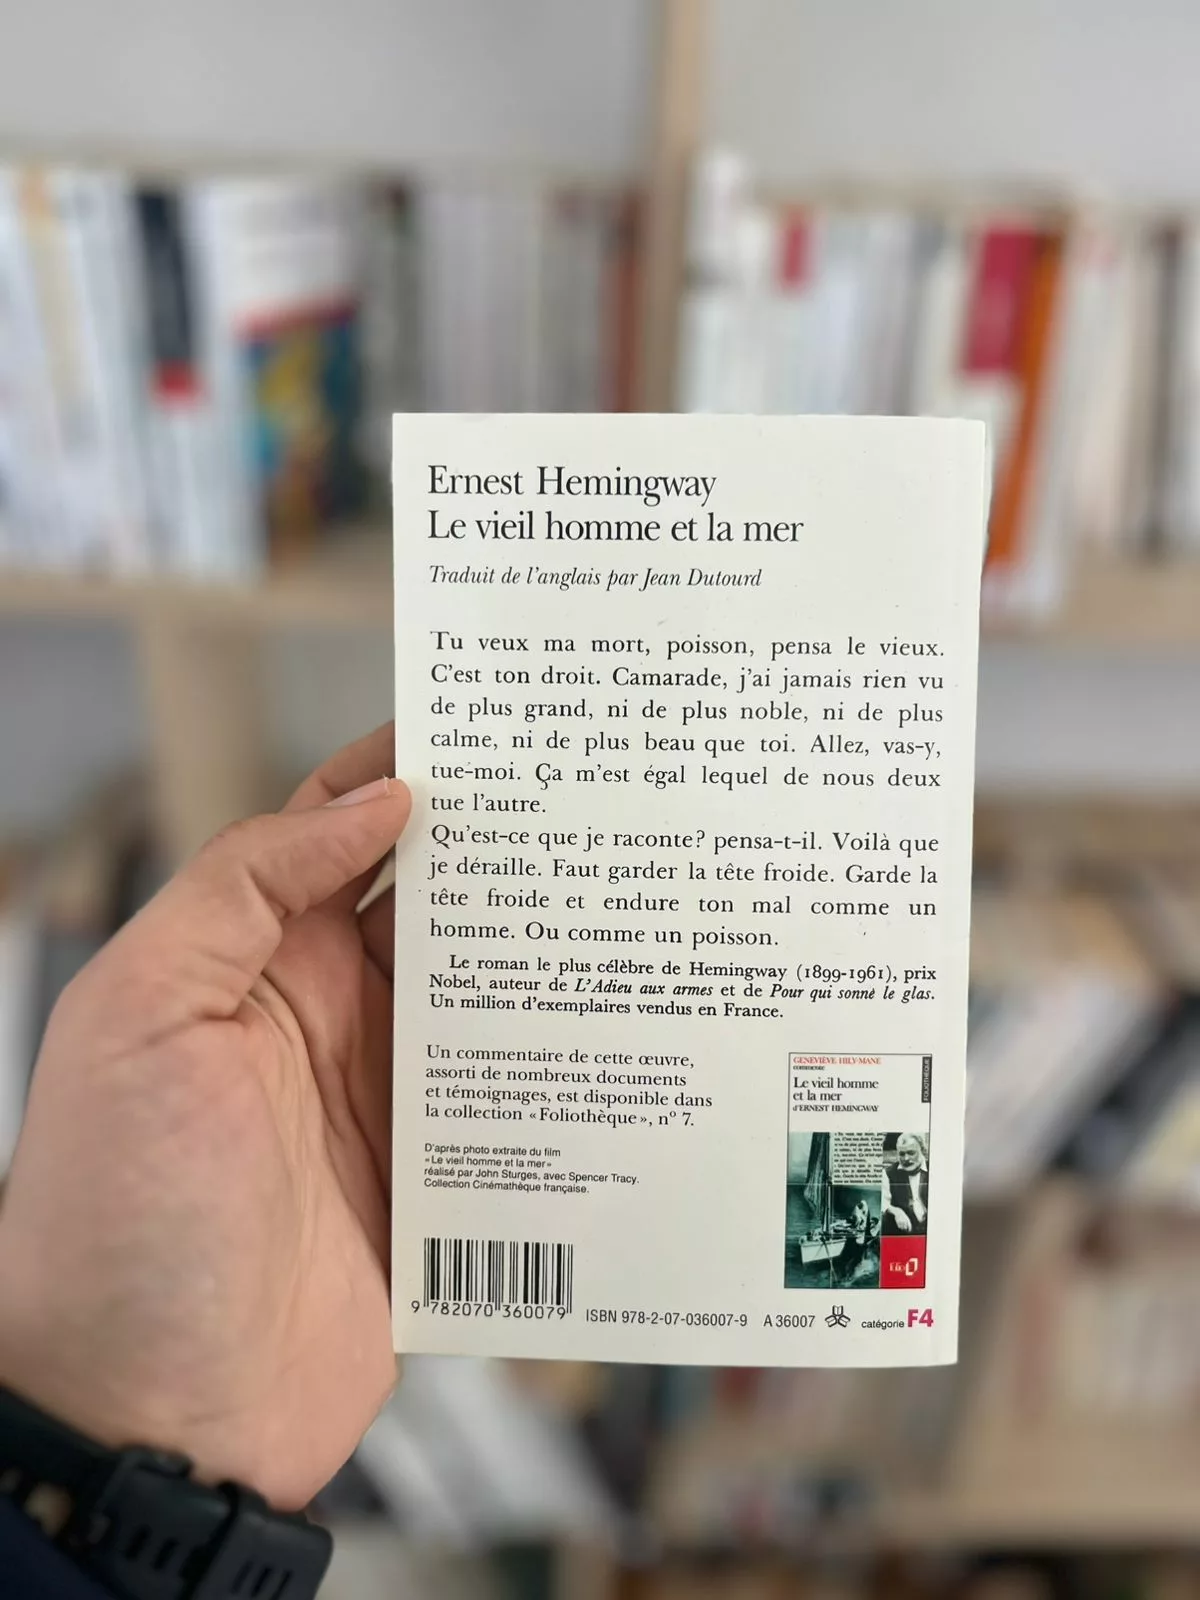 Ernest Hemingway
Le vieil homme et la mer
Traduit de l'anglais par Jean Dutourd
Tu veux ma mort, poisson, pensa le vieux.
C'est ton droit. Camarade, j'ai jamais rien vu
de plus grand, ni de plus noble, ni de plus
calme, ni de plus beau que toi. Allez, vas-y,
tue-moi. Ça m'est égal lequel de nous deux
tue l'autre.
Qu'est-ce que je raconte? pensa-t-il. Voilà que
je déraille. Faut garder la tête froide. Garde la
tête froide et endure ton mal comme un
homme. Ou comme un poisson.
Le roman le plus célèbre de Hemingway (1899-1961), prix
Nobel, auteur de L'Adieu aux armes et de Pour qui sonne le glas.
Un million d'exemplaires vendus en France.
Un commentaire de cette œuvre,
assorti de nombreux documents
et témoignages, est disponible dans
la collection «Foliothèque», nº 7.
D'après photo extraite du film
«Le vieil homme et la mer»
réalisé par John Sturges, avec Spencer Tracy.
Collection Cinémathèque française.
GENEVIÈVE HILY-MANE
commente
FOLIOTHÈQUE
Le vieil homme
et la mer
d'ERNEST HEMINGWAY
folio
9 782070 360079
ISBN 978-2-07-036007-9 A 36007 catégorie F4